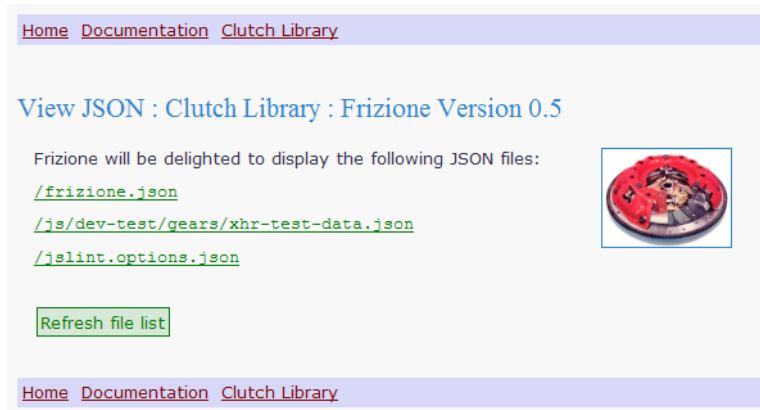 Home Documentation Clutch Library
View JSON : Clutch Library : Frizione Version 0.5
Frizione will be delighted to display the following JSON files:
/frizione.json
/js/dev-test/gears/xhr-test-data.json
/jslint.options.json
Refresh file list
Home Documentation Clutch Library